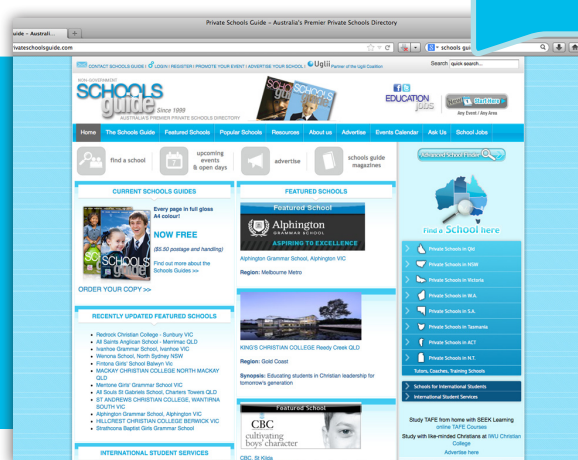 Private Schools Guide – Australia's Premier Private Schools Directory
uide – Australi...
ivateschoolsguide.com
schools gui
CONTACT SCHOOLS GUIDE | LOGIN | REGISTER | PROMOTE YOUR EVENT | ADVERTISE YOUR SCHOOL | Uglii Partner of the Uglii Coalition
Search quick search...
NON-GOVERNMENT
SCHOOLS
guide
Since 1999
AUSTRALIA'S PREMIER PRIVATE SCHOOLS DIRECTORY
SCHOOLS
guide
EDUCATION
jobs
Start Here
Any Event / Any Area
Home The Schools Guide Featured Schools Popular Schools Resources About us Advertise Events Calendar Ask Us School Jobs
find a school
upcoming
events
& open days
advertise
schools guide
magazines
Advanced School Finder
Find a School here
CURRENT SCHOOLS GUIDES
Every page in full gloss
A4 colour!
NOW FREE
($5.50 postage and handling)
Find out more about the
Schools Guides >>
SCHOOLS
guide
ORDER YOUR COPY >>
RECENTLY UPDATED FEATURED SCHOOLS
Redrock Christian College - Sunbury VIC
All Saints Anglican School - Merrimac QLD
Ivanhoe Grammar School, Ivanhoe VIC
Wenona School, North Sydney NSW
Fintona Girls' School Balwyn Vic
MACKAY CHRISTIAN COLLEGE NORTH MACKAY
QLD
Mentone Girls' Grammar School VIC
All Souls St Gabriels School, Charters Towers QLD
ST ANDREWS CHRISTIAN COLLEGE, WANTIRNA
SOUTH VIC
Alphington Grammar School, Alphington VIC
HILLCREST CHRISTIAN COLLEGE BERWICK VIC
Strathcona Baptist Girls Grammar School
INTERNATIONAL STUDENT SERVICES
FEATURED SCHOOLS
Featured School
Alphington
GRAMMAR SCHOOL
ASPIRING TO EXCELLENCE
Alphington Grammar School, Alphington VIC
Region: Melbourne Metro
KING'S CHRISTIAN COLLEGE Reedy Creek QLD
Region: Gold Coast
Synopsis: Educating students in Christian leadership for
tomorrow's generation
Featured School
CBC
cultivating
boys' character
CBC, St Kilda
Private Schools in Qld
Private Schools in NSW
Private Schools in Victoria
Private Schools in W.A.
Private Schools in S.A.
Private Schools in Tasmania
Private Schools in ACT
Private Schools in N.T.
Tutors, Coaches, Training Schools
Schools for International Students
International Student Services
Study TAFE from home with SEEK Learning
online TAFE Courses
Study with like-minded Christians at IWU Christian
College
Advertise here